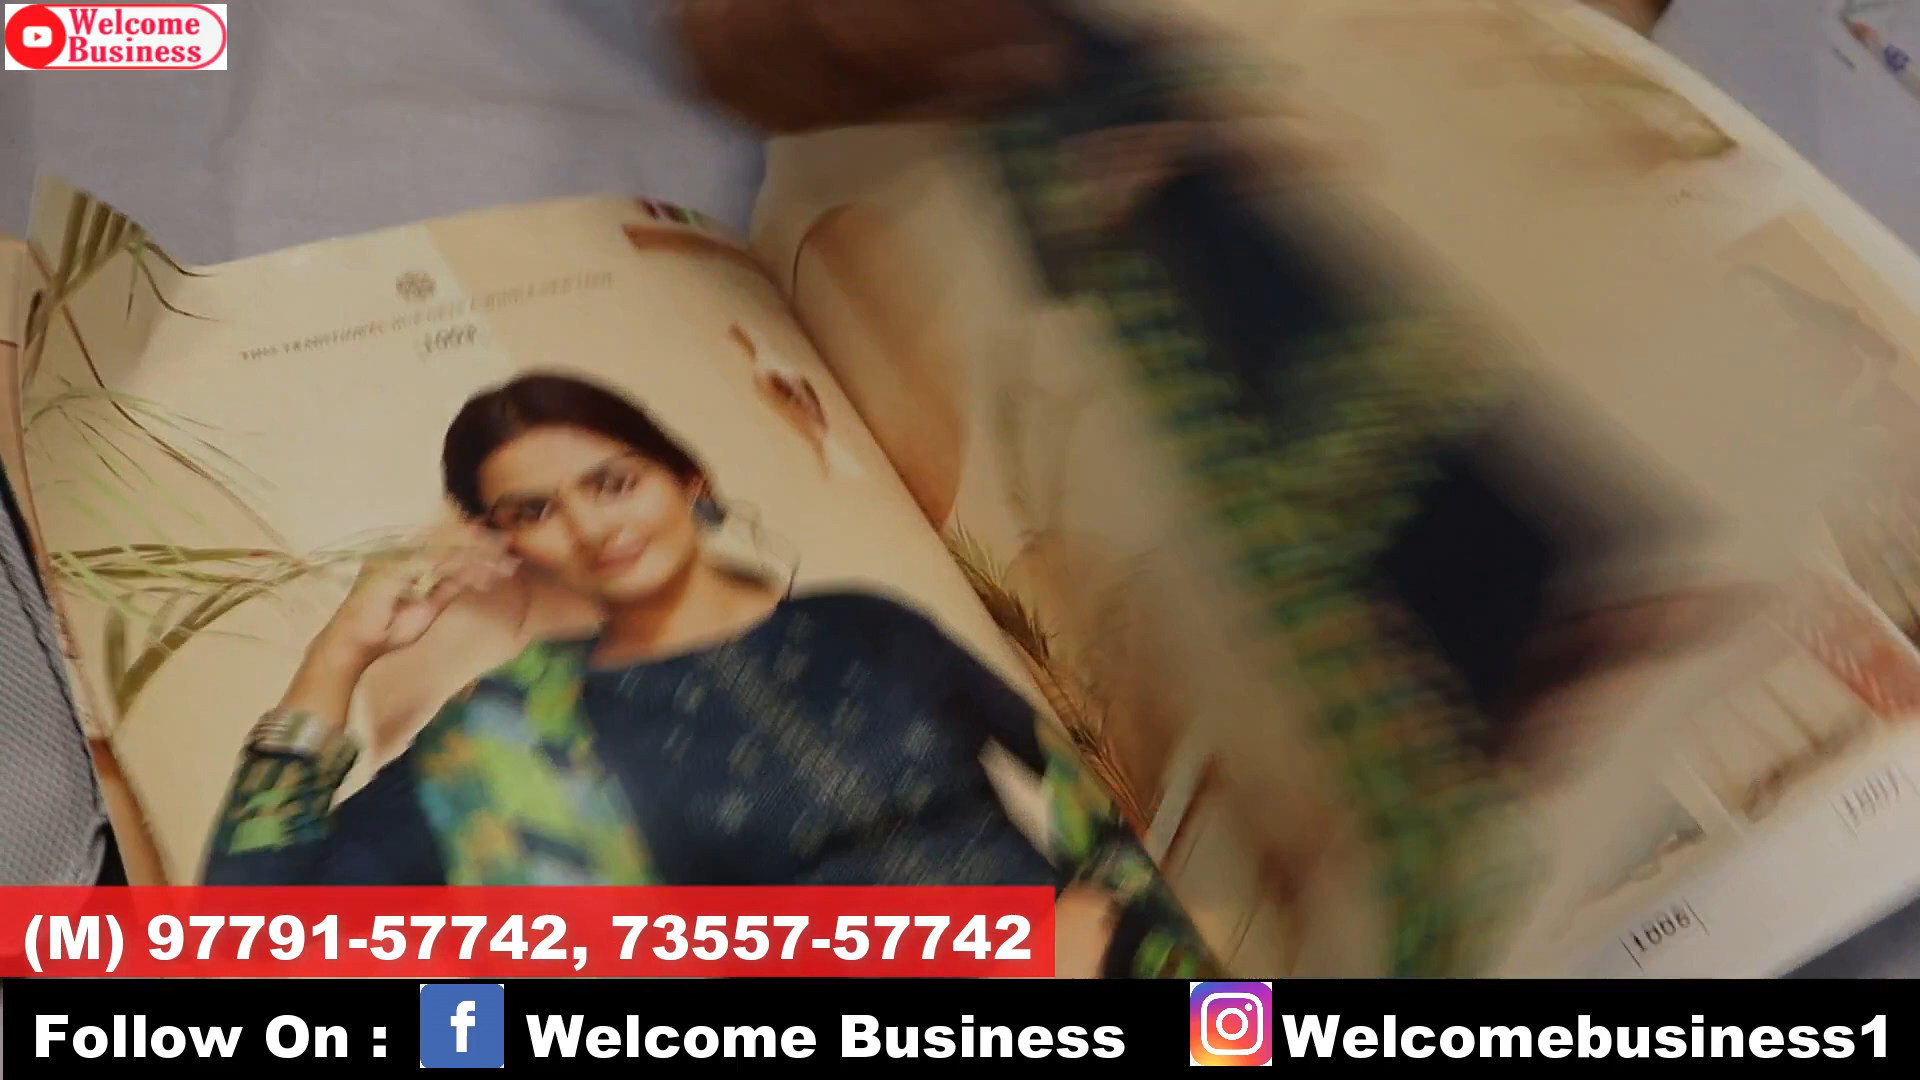 Welcome
Business
(M) 97791-57742, 73557-57742
Follow On : f Welcome Business Welcomebusiness1